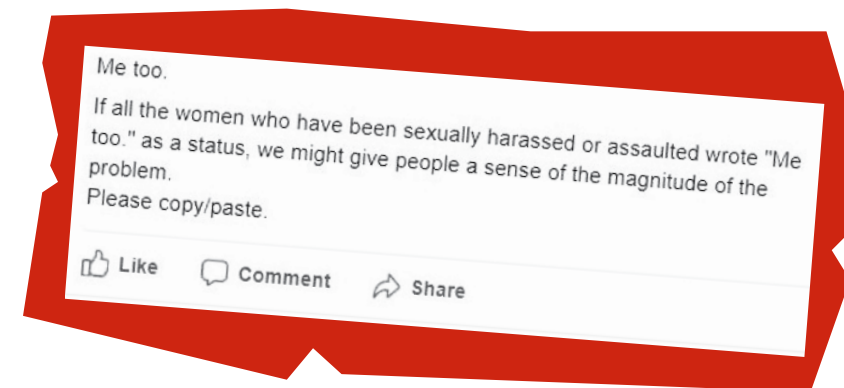 Me too.
If all the women who have been sexually harassed or assaulted wrote "Me
too." as a status, we might give people a sense of the magnitude of the
problem.
Please copy/paste.
Like Comment Share